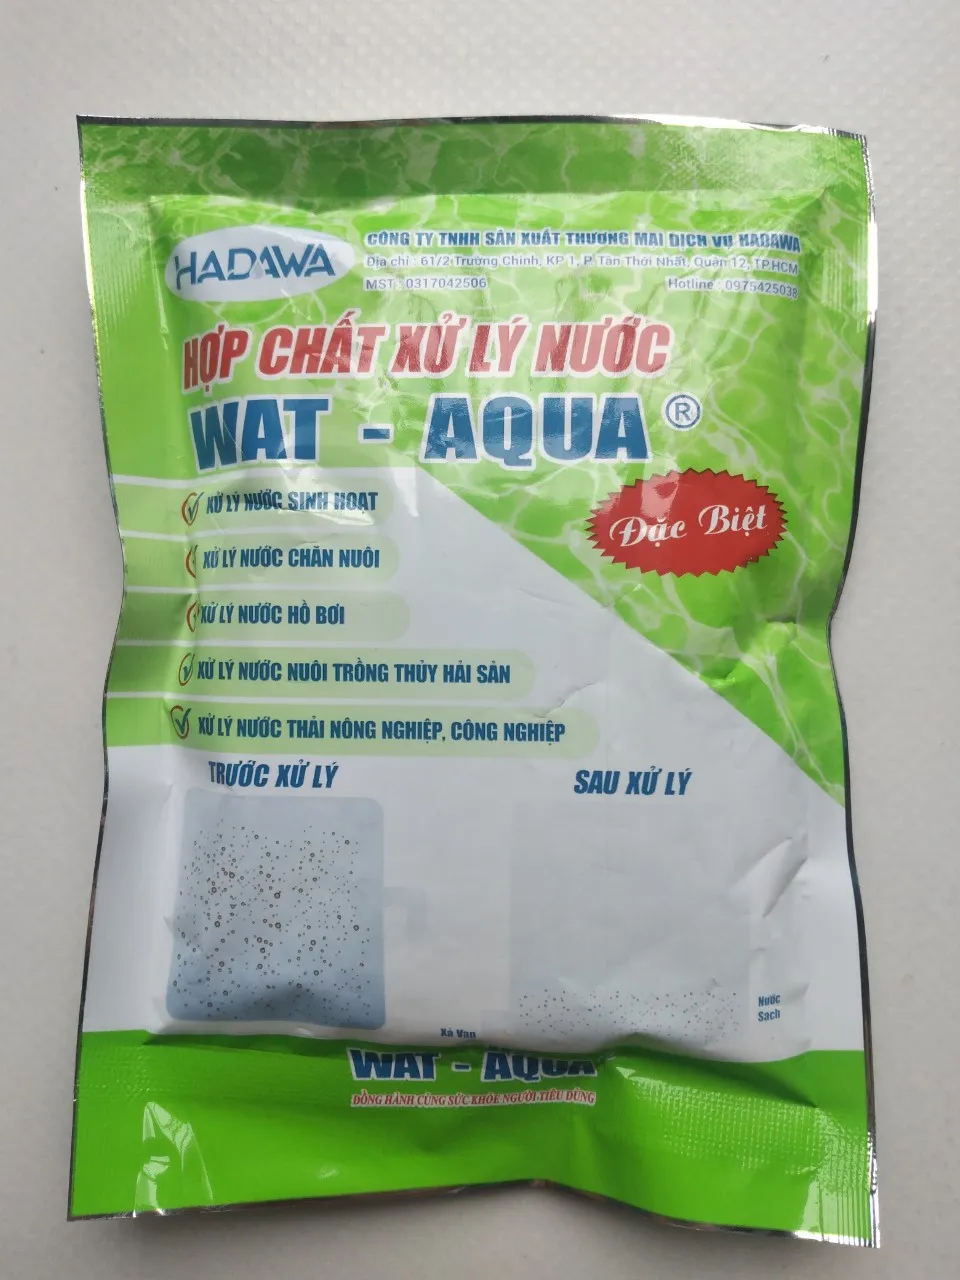 HADAWA
CÔNG TY TNHH SẢN XUẤT THƯƠNG MẠI DỊCH VỤ HADAWA
Địa chỉ : 61/2 Trường Chinh, KP 1, P. Tân Thới Nhất, Quận 12, TP.HCM
MST : 0317042506 Hotline : 0975425038
HỢP CHẤT XỬ LÝ NƯỚC
WAT - AQUA ®
Đặc Biệt
XỬ LÝ NƯỚC SINH HOẠT
XỬ LÝ NƯỚC CHĂN NUÔI
XỬ LÝ NƯỚC HỒ BƠI
XỬ LÝ NƯỚC NUÔI TRỒNG THỦY HẢI SẢN
XỬ LÝ NƯỚC THẢI NÔNG NGHIỆP, CÔNG NGHIỆP
TRƯỚC XỬ LÝ
SAU XỬ LÝ
Nước
Sạch
Xả Van
WAT - AQUA
ĐỒNG HÀNH CÙNG SỨC KHỎE NGƯỜI TIÊU DÙNG